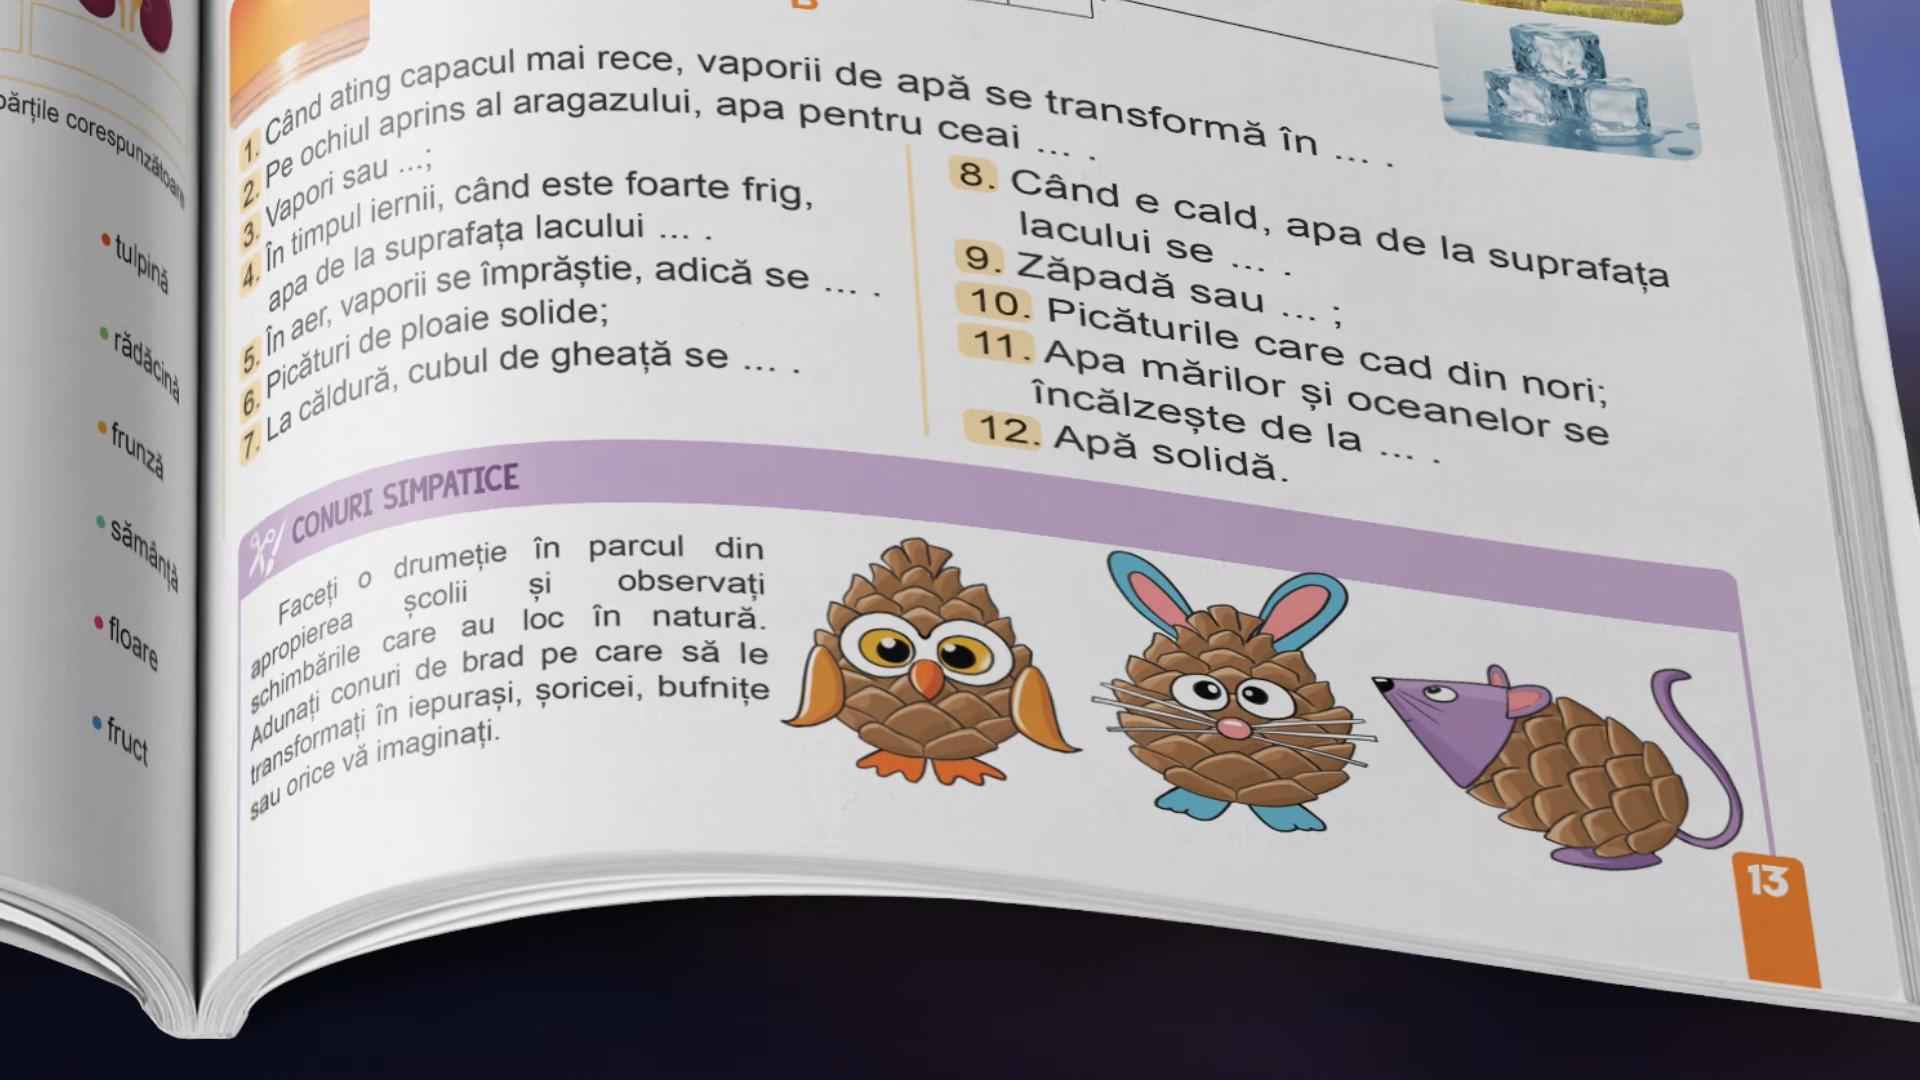 părțile corespunzătoare
• tulpină
• rădăcină
• frunză
• sămânță
• floare
• fruct
B
1. Când ating capacul mai rece, vaporii de apă se transformă în ... .
2. Pe ochiul aprins al aragazului, apa pentru ceai ... .
3. Vapori sau ...;
4. În timpul iernii, când este foarte frig,
apa de la suprafața lacului ... .
5. În aer, vaporii se împrăștie, adică se ... .
6. Picături de ploaie solide;
7. La căldură, cubul de gheață se ... .
8. Când e cald, apa de la suprafața
lacului se ... .
9. Zăpadă sau ... ;
10. Picăturile care cad din nori;
11. Apa mărilor și oceanelor se
încălzește de la ... .
12. Apă solidă.
CONURI SIMPATICE
Faceți o drumeție în parcul din
apropierea școlii și observați
schimbările care au loc în natură.
Adunați conuri de brad pe care să le
transformați în iepurași, șoricei, bufnițe
sau orice vă imaginați.
13